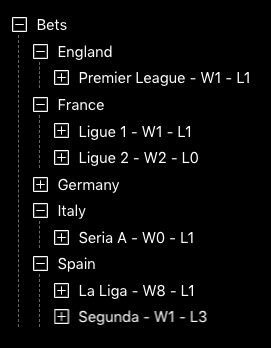 Bets
England
Premier League - W1 - L1
France
Ligue 1 - W1 - L1
Ligue 2 - W2 - L0
Germany
Italy
Seria A - W0 - L1
Spain
La Liga - W8 - L1
Segunda - W1 - L3